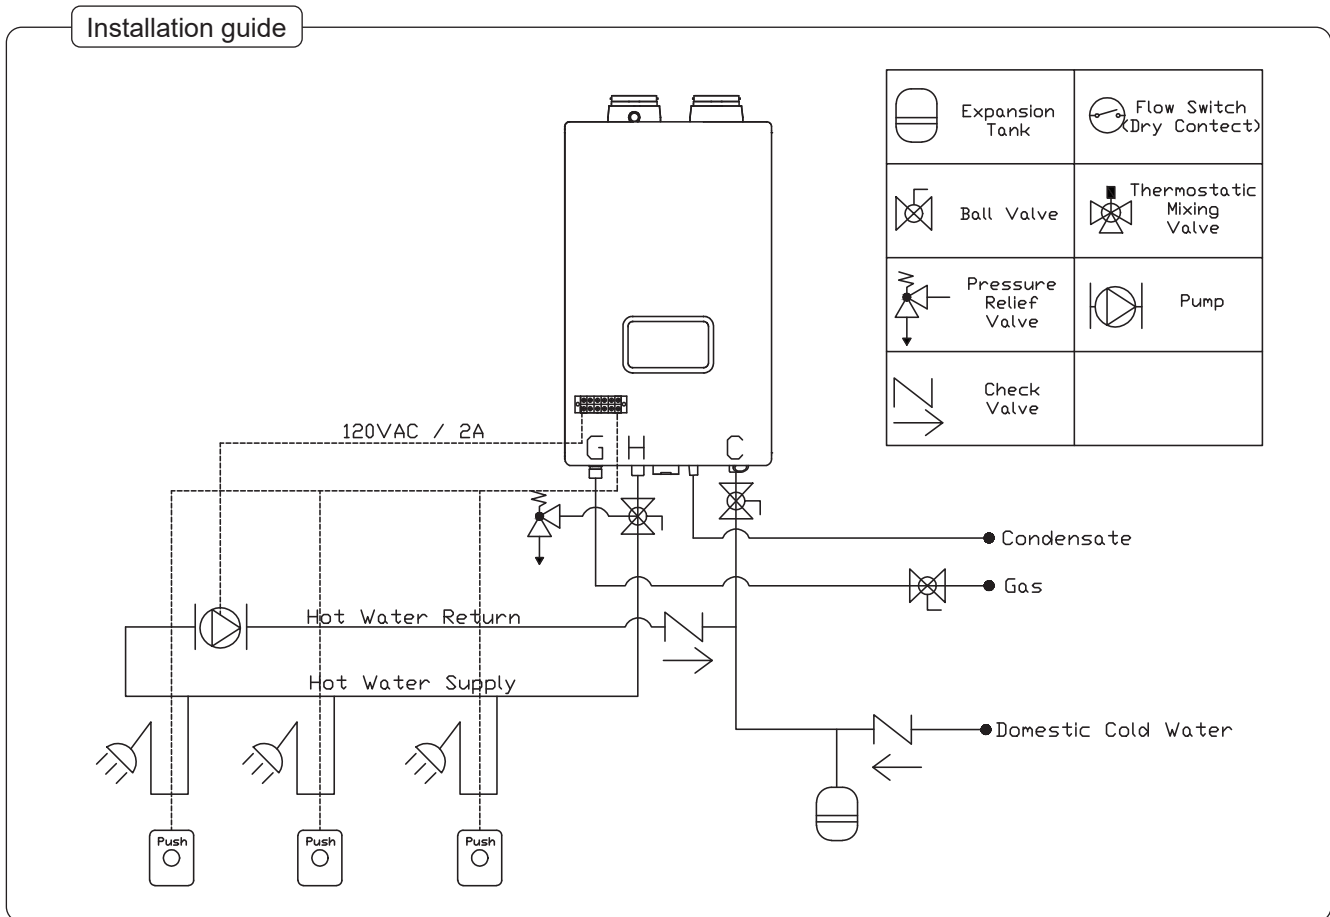 Installation guide
Expansion
Tank
Flow Switch
(Dry Contect)
Ball Valve
Thermostatic
Mixing
Valve
Pressure
Relief
Valve
Pump
Check
Valve
120VAC / 2A
G H C
Condensate
Gas
Hot Water Return
Hot Water Supply
Domestic Cold Water
Push
Push
Push